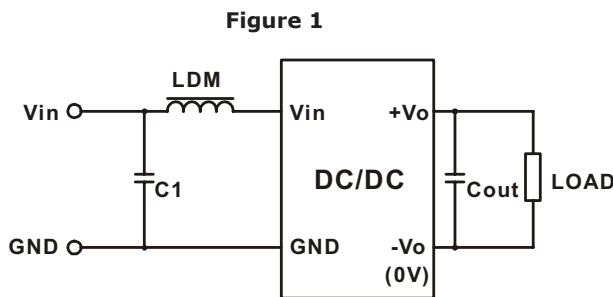 Figure 1
LDM
Vin
Vin
+Vo
C1
DC/DC
Cout
LOAD
GND
GND
-Vo
(0V)